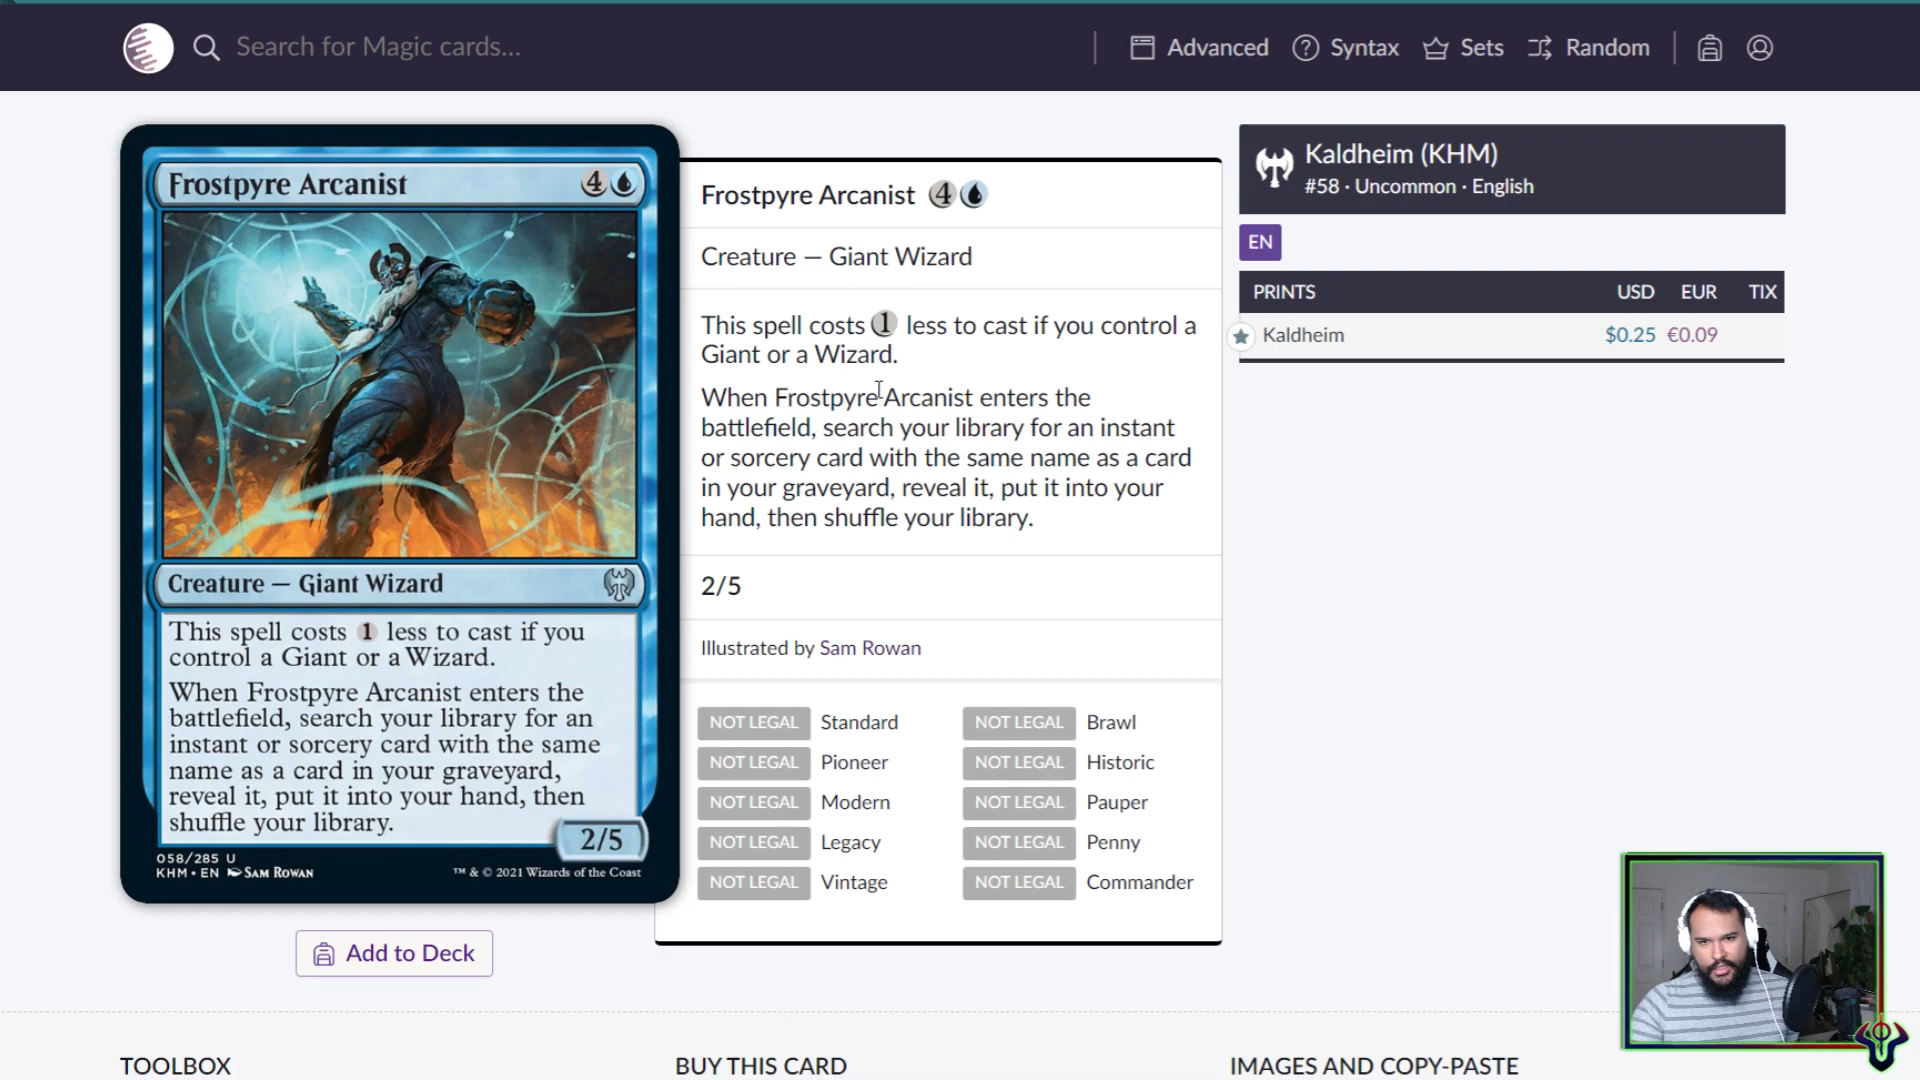 Search for Magic cards...
Advanced
Syntax
Sets
Random
Frostpyre Arcanist 4
Creature — Giant Wizard
This spell costs 1 less to cast if you
control a Giant or a Wizard.
When Frostpyre Arcanist enters the
battlefield, search your library for an
instant or sorcery card with the same
name as a card in your graveyard,
reveal it, put it into your hand, then
shuffle your library.
2/5
058/285 U
KHM • EN SAM ROWAN
™ & © 2021 Wizards of the Coast
Add to Deck
Frostpyre Arcanist 4
Creature — Giant Wizard
This spell costs 1 less to cast if you control a
Giant or a Wizard.
When Frostpyre Arcanist enters the
battlefield, search your library for an instant
or sorcery card with the same name as a card
in your graveyard, reveal it, put it into your
hand, then shuffle your library.
2/5
Illustrated by Sam Rowan
NOT LEGAL Standard NOT LEGAL Brawl
NOT LEGAL Pioneer NOT LEGAL Historic
NOT LEGAL Modern NOT LEGAL Pauper
NOT LEGAL Legacy NOT LEGAL Penny
NOT LEGAL Vintage NOT LEGAL Commander
Kaldheim (KHM)
#58 · Uncommon · English
EN
PRINTS USD EUR TIX
Kaldheim $0.25 €0.09
TOOLBOX
BUY THIS CARD
IMAGES AND COPY-PASTE